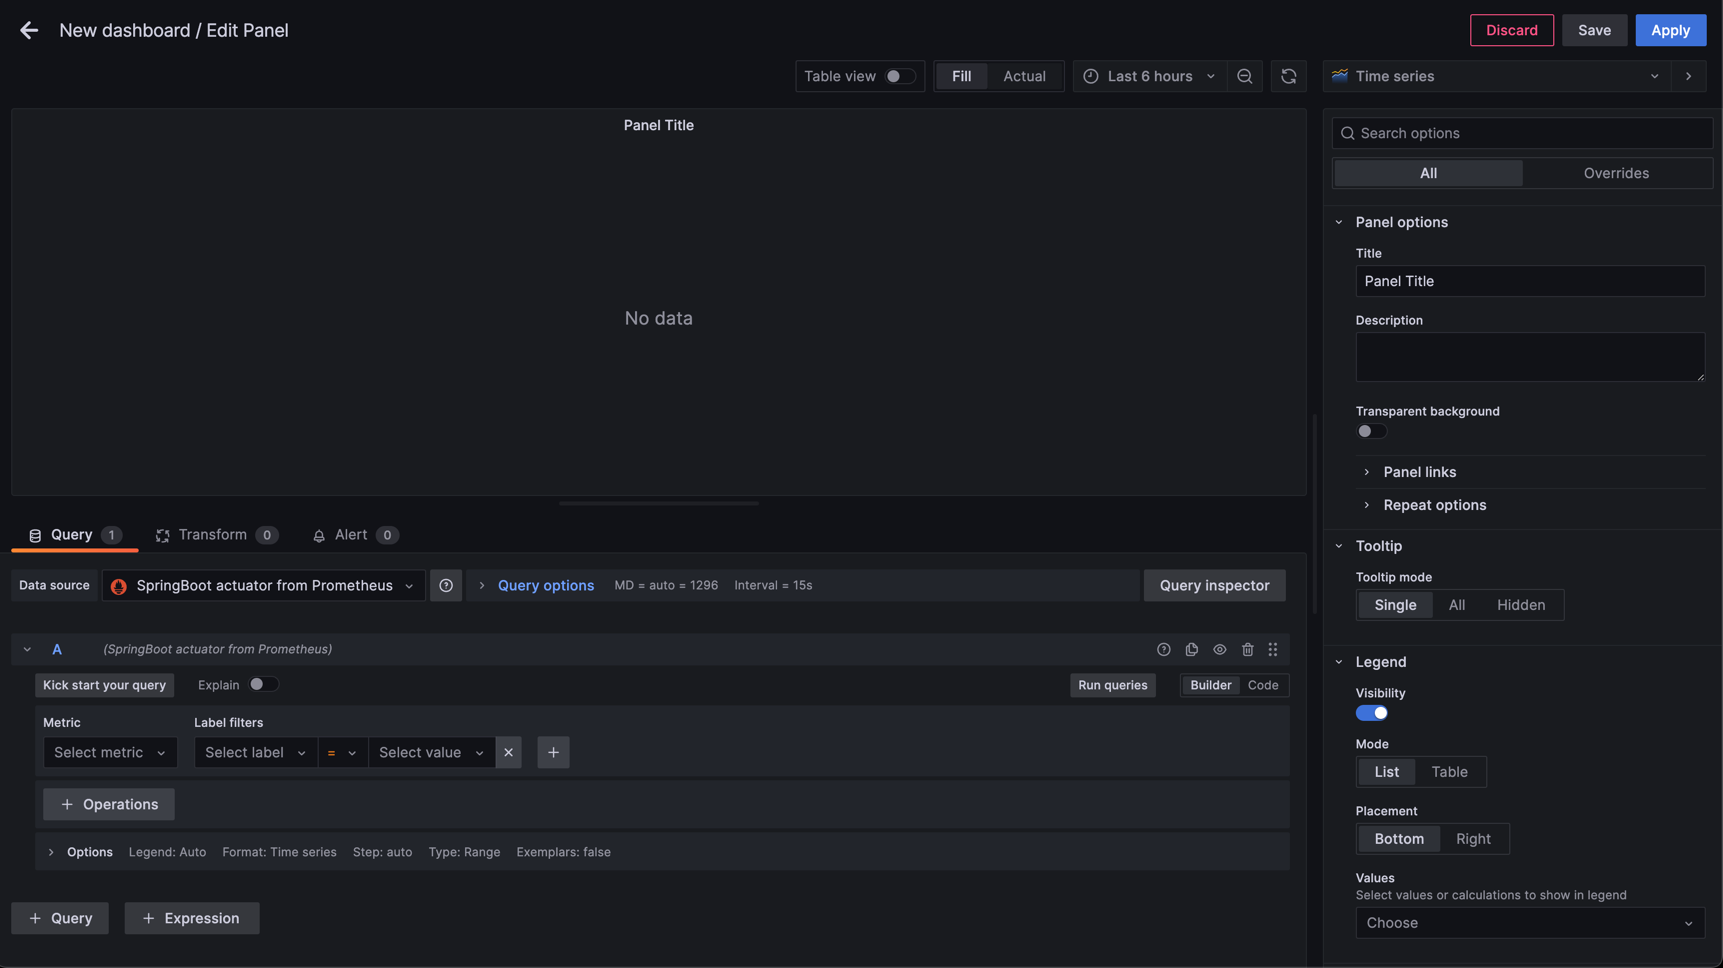 New dashboard / Edit Panel
Discard
Save
Apply
Table view
Fill
Actual
Last 6 hours
Time series
Panel Title
No data
Search options
All
Overrides
Panel options
Title
Panel Title
Description
Transparent background
Panel links
Repeat options
Tooltip
Tooltip mode
Single
All
Hidden
Legend
Visibility
Mode
List
Table
Placement
Bottom
Right
Values
Select values or calculations to show in legend
Choose
Query 1
Transform 0
Alert 0
Data source
SpringBoot actuator from Prometheus
Query options
MD = auto = 1296
Interval = 15s
Query inspector
A
(SpringBoot actuator from Prometheus)
Kick start your query
Explain
Run queries
Builder
Code
Metric
Label filters
Select metric
Select label
=
Select value
+ Operations
Options
Legend: Auto
Format: Time series
Step: auto
Type: Range
Exemplars: false
+ Query
+ Expression